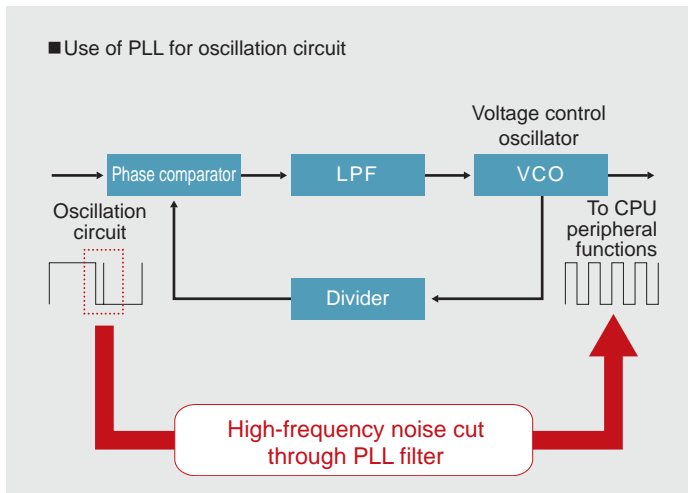 ■Use of PLL for oscillation circuit
Voltage control
oscillator
Phase comparator
LPF
VCO
Oscillation
circuit
To CPU
peripheral
functions
Divider
High-frequency noise cut
through PLL filter